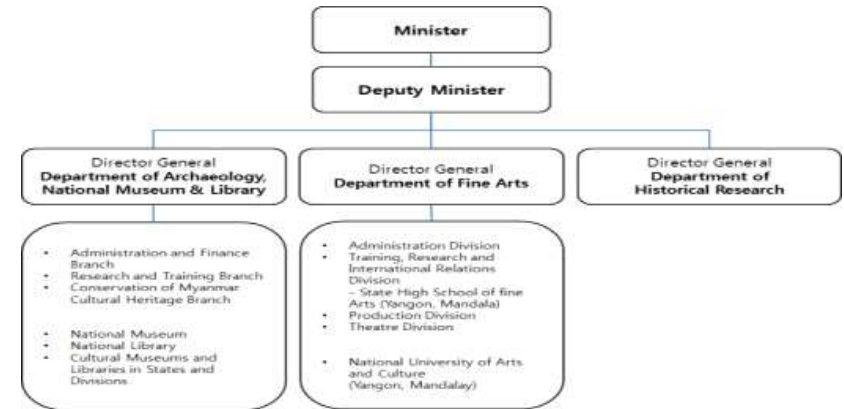 Minister
Deputy Minister
Director General
Department of Archaeology,
National Museum & Library
Director General
Department of Fine Arts
Director General
Department of
Historical Research
• Administration and Finance
Branch
• Research and Training Branch
• Conservation of Myanmar
Cultural Heritage Branch
• National Museum
• National Library
• Cultural Museums and
Libraries in States and
Divisions
• Administration Division
• Training, Research and
International Relations
Division
– State High School of fine
Arts (Yangon, Mandala)
• Production Division
• Theatre Division
• National University of Arts
and Culture
(Yangon, Mandalay)